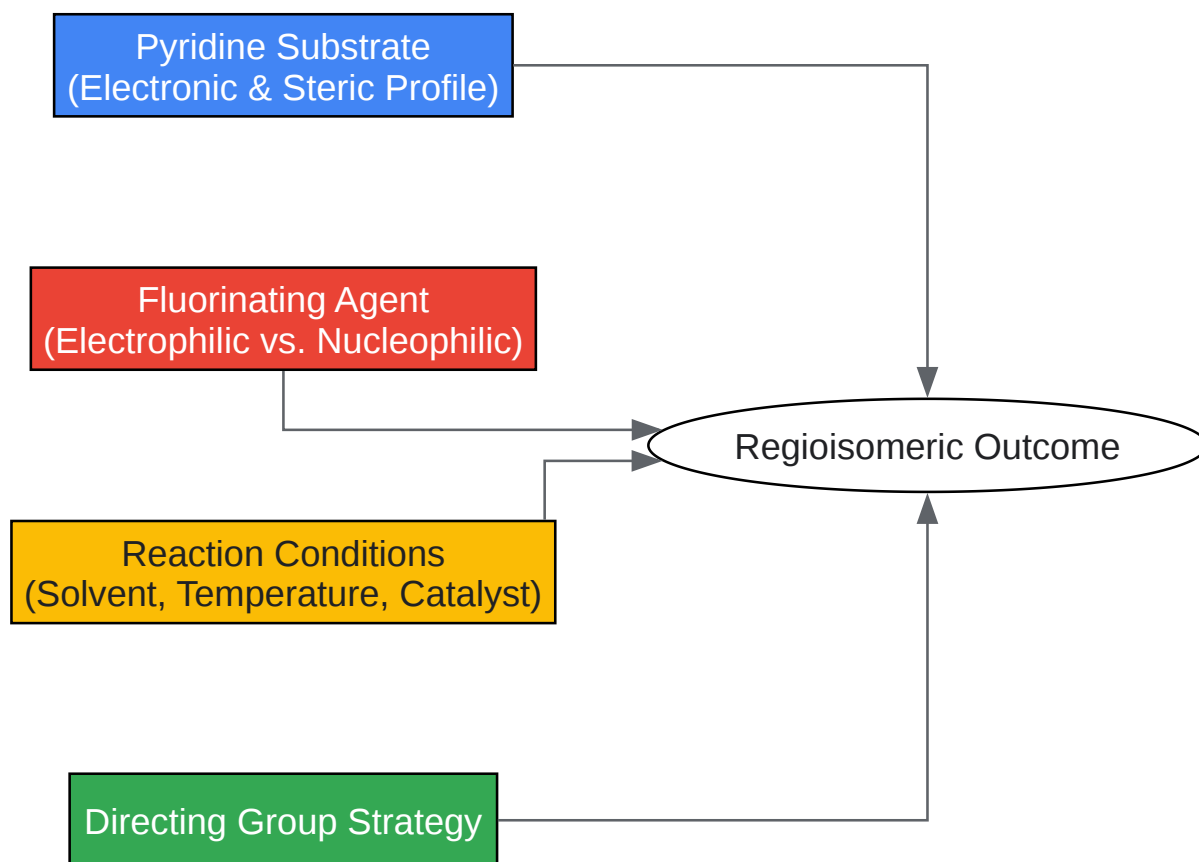 Pyridine Substrate
(Electronic & Steric Profile)
Fluorinating Agent
(Electrophilic vs. Nucleophilic)
Regioisomeric Outcome
Reaction Conditions
(Solvent, Temperature, Catalyst)
Directing Group Strategy